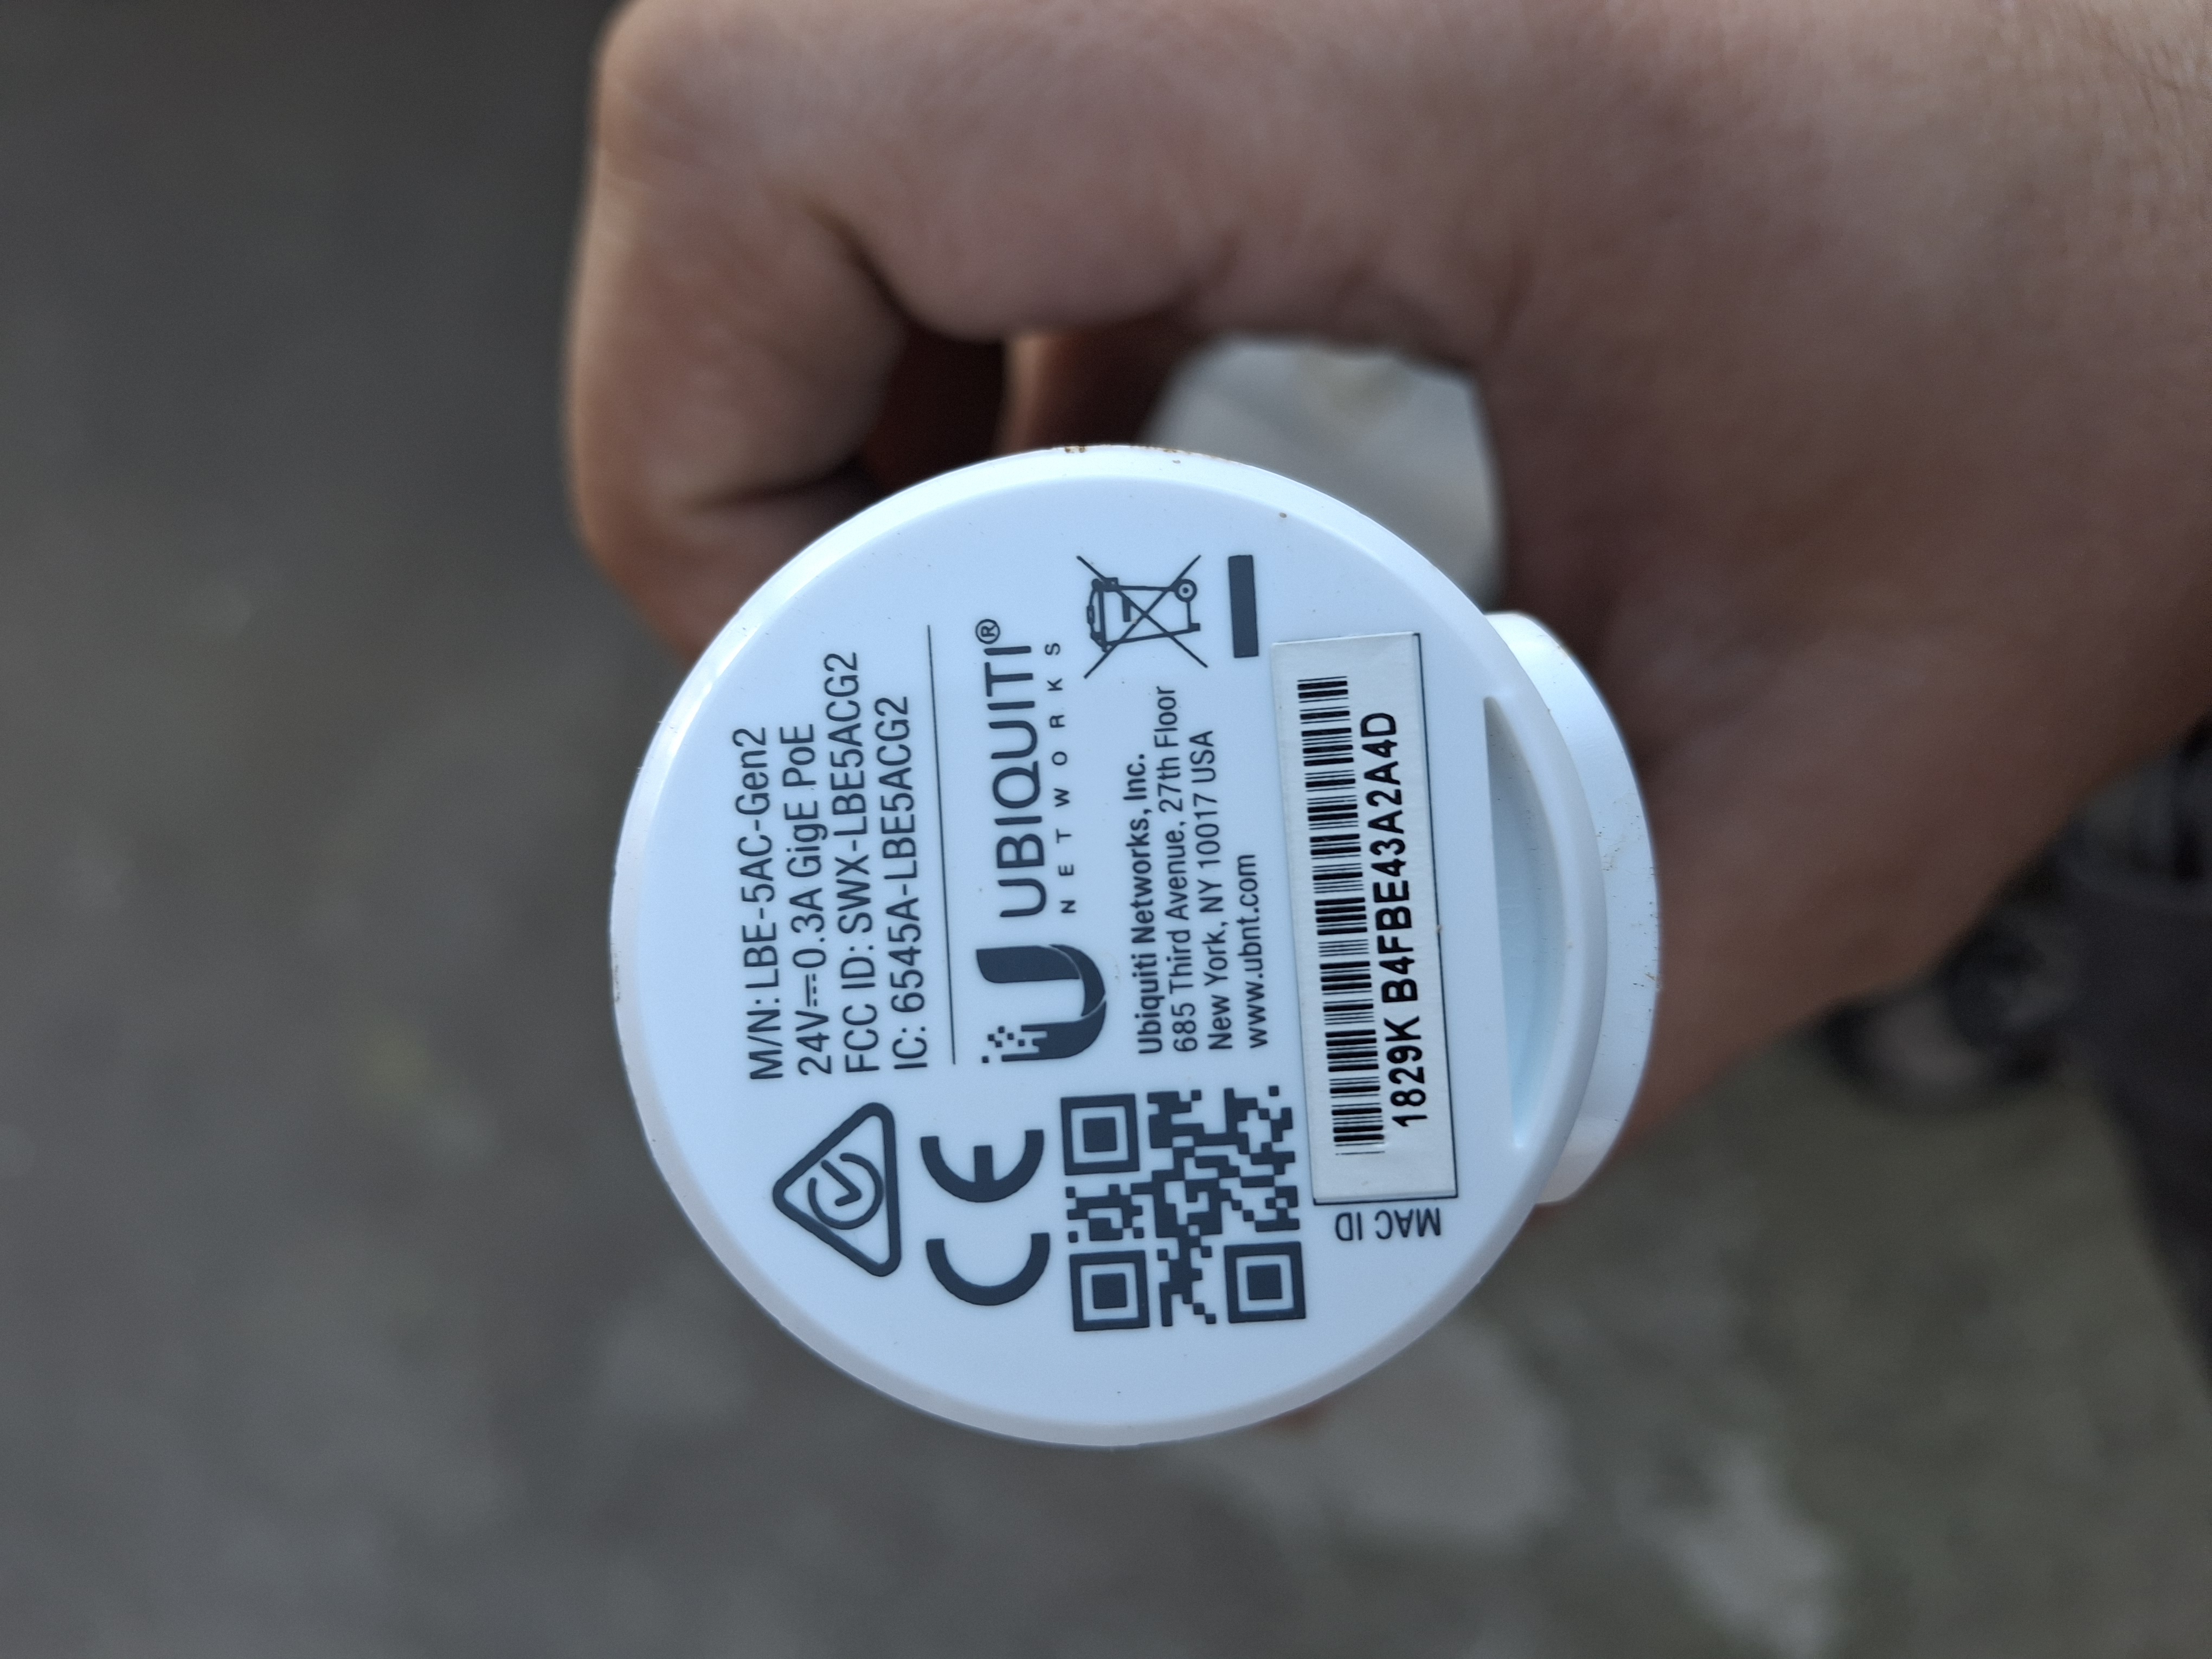 M/N: LBE-5AC-Gen2
24V⎓0.3A GigE PoE
FCC ID: SWX-LBE5ACG2
IC: 6545A-LBE5ACG2
UBIQUITI®
NETWORKS
Ubiquiti Networks, Inc.
685 Third Avenue, 27th Floor
New York, NY 10017 USA
www.ubnt.com
CE
MAC ID
1829K B4FBE43A2A4D